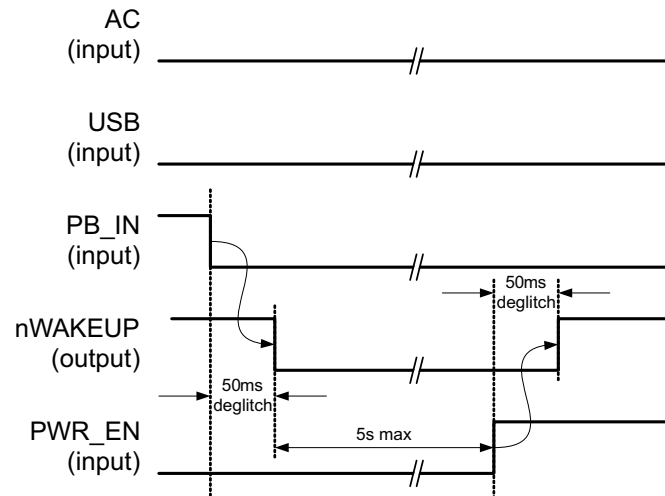 AC
(input)
USB
(input)
PB_IN
(input)
50ms
deglitch
nWAKEUP
(output)
50ms
deglitch
5s max
PWR_EN
(input)